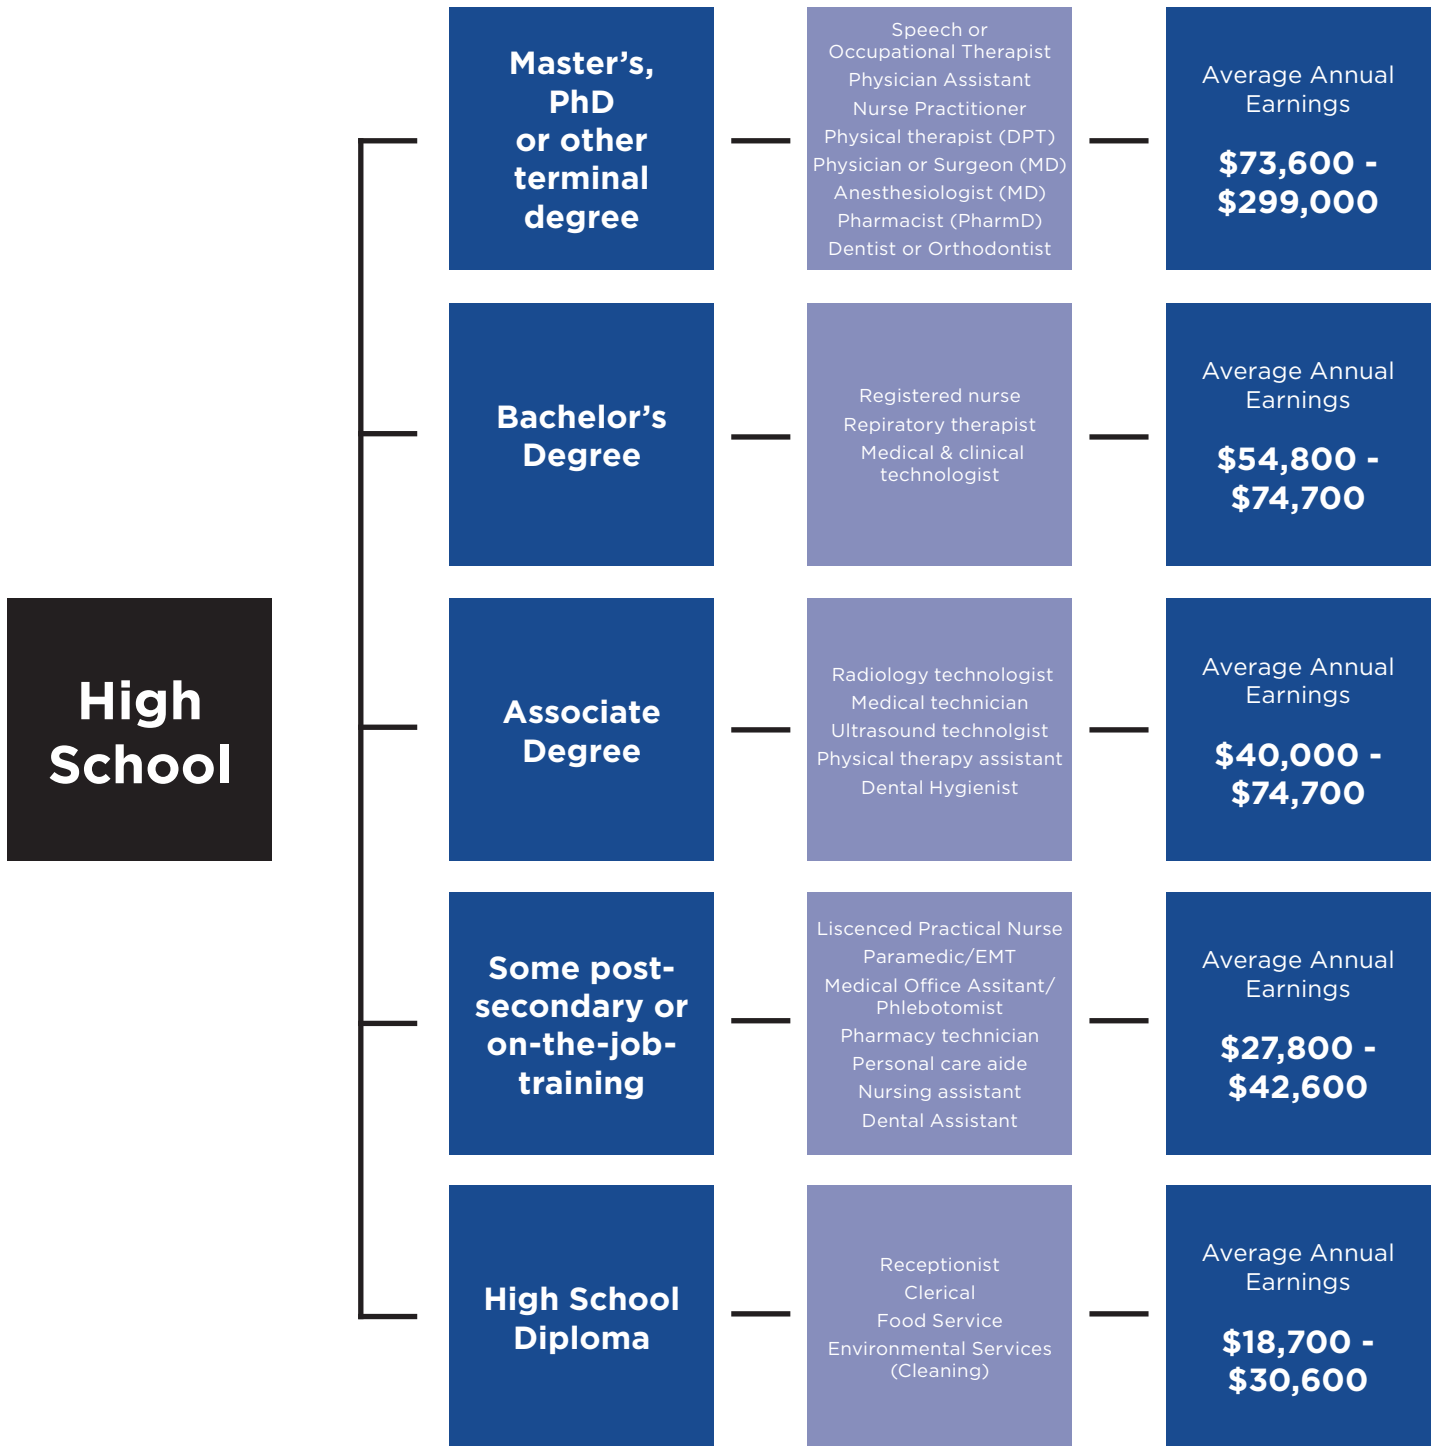 High
School
Master’s,
PhD
or other
terminal
degree
Speech or
Occupational Therapist
Physician Assistant
Nurse Practitioner
Physical therapist (DPT)
Physician or Surgeon (MD)
Anesthesiologist (MD)
Pharmacist (PharmD)
Dentist or Orthodontist
Average Annual
Earnings
$73,600 -
$299,000
Bachelor’s
Degree
Registered nurse
Repiratory therapist
Medical & clinical
technologist
Average Annual
Earnings
$54,800 -
$74,700
Associate
Degree
Radiology technologist
Medical technician
Ultrasound technolgist
Physical therapy assistant
Dental Hygienist
Average Annual
Earnings
$40,000 -
$74,700
Some post-
secondary or
on-the-job-
training
Liscenced Practical Nurse
Paramedic/EMT
Medical Office Assitant/
Phlebotomist
Pharmacy technician
Personal care aide
Nursing assistant
Dental Assistant
Average Annual
Earnings
$27,800 -
$42,600
High School
Diploma
Receptionist
Clerical
Food Service
Environmental Services
(Cleaning)
Average Annual
Earnings
$18,700 -
$30,600